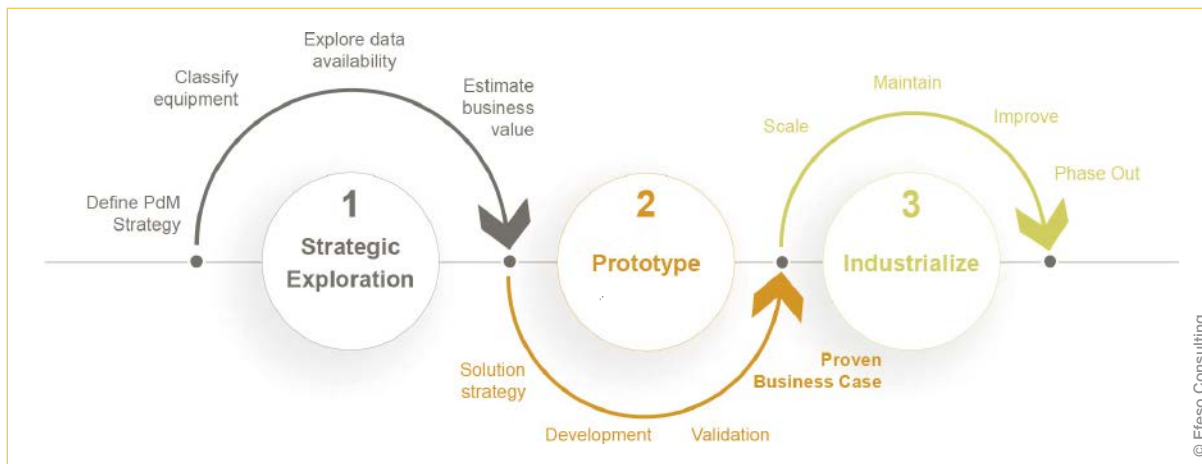 Define PdM
Strategy
Classify
equipment
Explore data
availability
Estimate
business
value
1
Strategic
Exploration
Solution
strategy
Development
Validation
Proven
Business Case
2
Prototype
Scale
Maintain
Improve
Phase Out
3
Industrialize
© Efeso Consulting